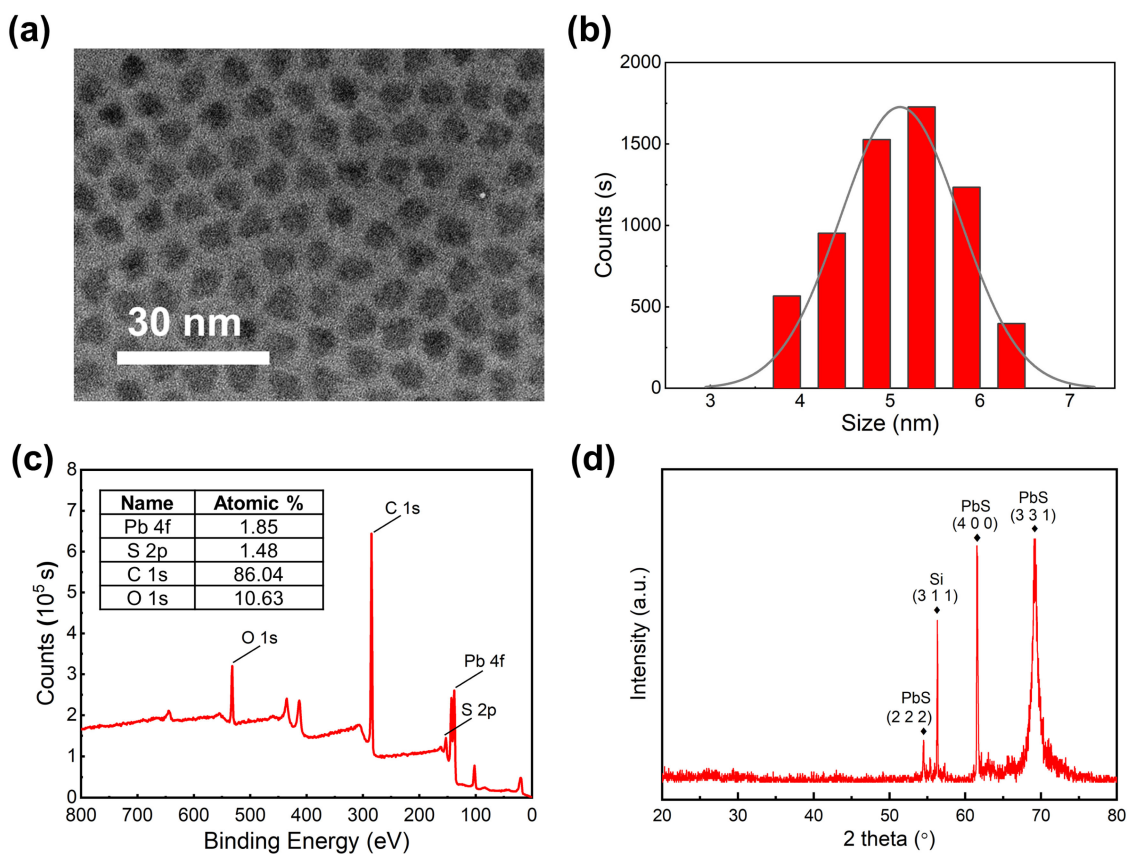 (a)
30 nm
(b)
2000
1500
1000
500
0
Counts (s)
3 4 5 6 7
Size (nm)
(c)
8
7
6
5
4
3
2
1
0
Counts (10⁵ s)
Name Atomic %
Pb 4f 1.85
S 2p 1.48
C 1s 86.04
O 1s 10.63
C 1s
O 1s
Pb 4f
S 2p
800 700 600 500 400 300 200 100 0
Binding Energy (eV)
(d)
Intensity (a.u.)
PbS
(2 2 2)
Si
(3 1 1)
PbS
(4 0 0)
PbS
(3 3 1)
20 30 40 50 60 70 80
2 theta (°)